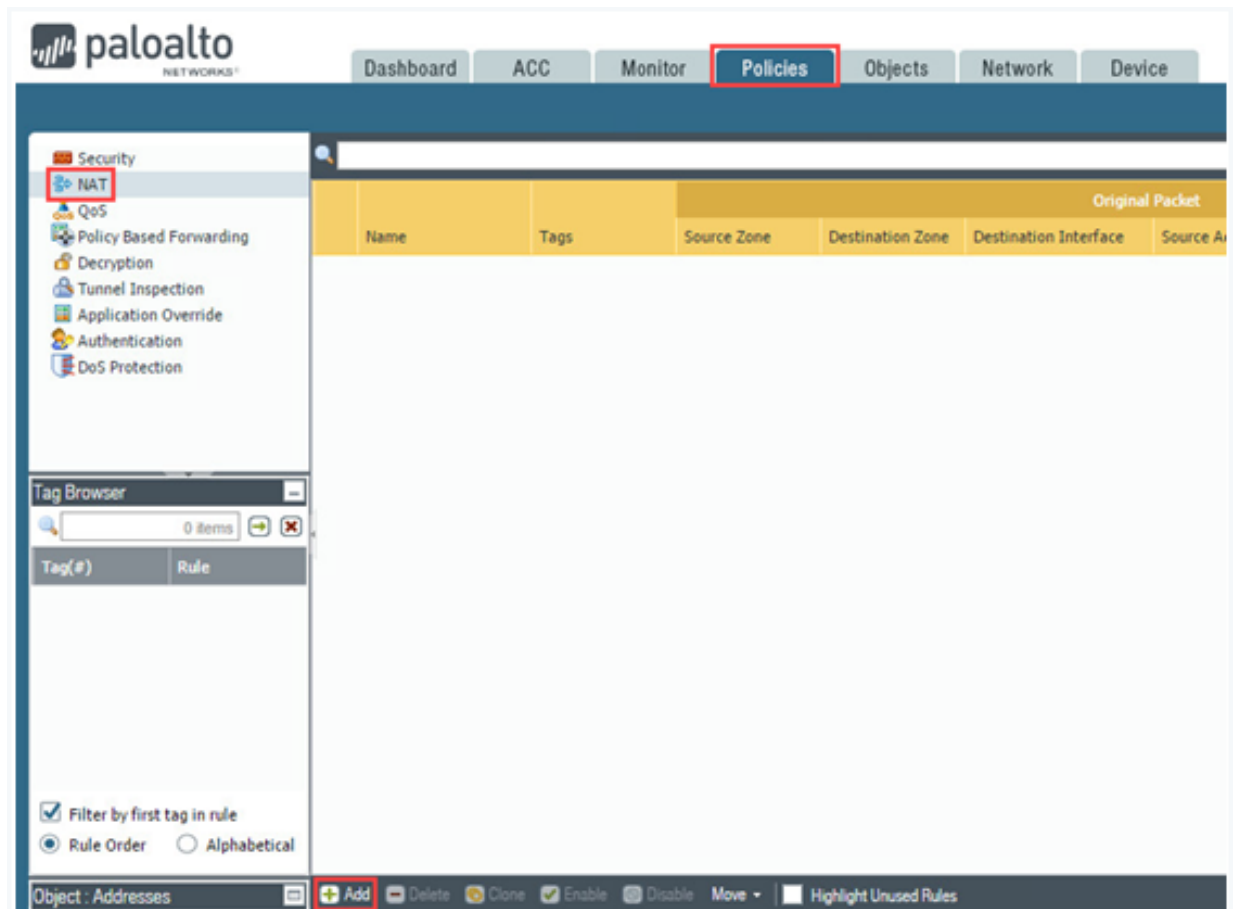 paloalto
NETWORKS
Dashboard ACC Monitor Policies Objects Network Device
Security
NAT
QoS
Policy Based Forwarding
Decryption
Tunnel Inspection
Application Override
Authentication
DoS Protection
Original Packet
Name Tags Source Zone Destination Zone Destination Interface Source
Tag Browser
0 items
Tag(#) Rule
Filter by first tag in rule
Rule Order Alphabetical
Object : Addresses
Add Delete Clone Enable Disable Move Highlight Unused Rules